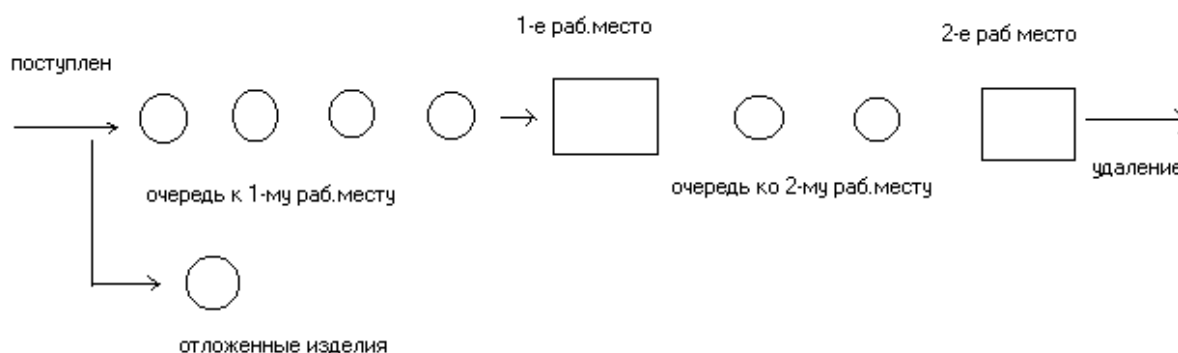 1-е раб.место
2-е раб место
поступлен
очередь к 1-му раб.месту
очередь ко 2-му раб.месту
удаление
отложенные изделия